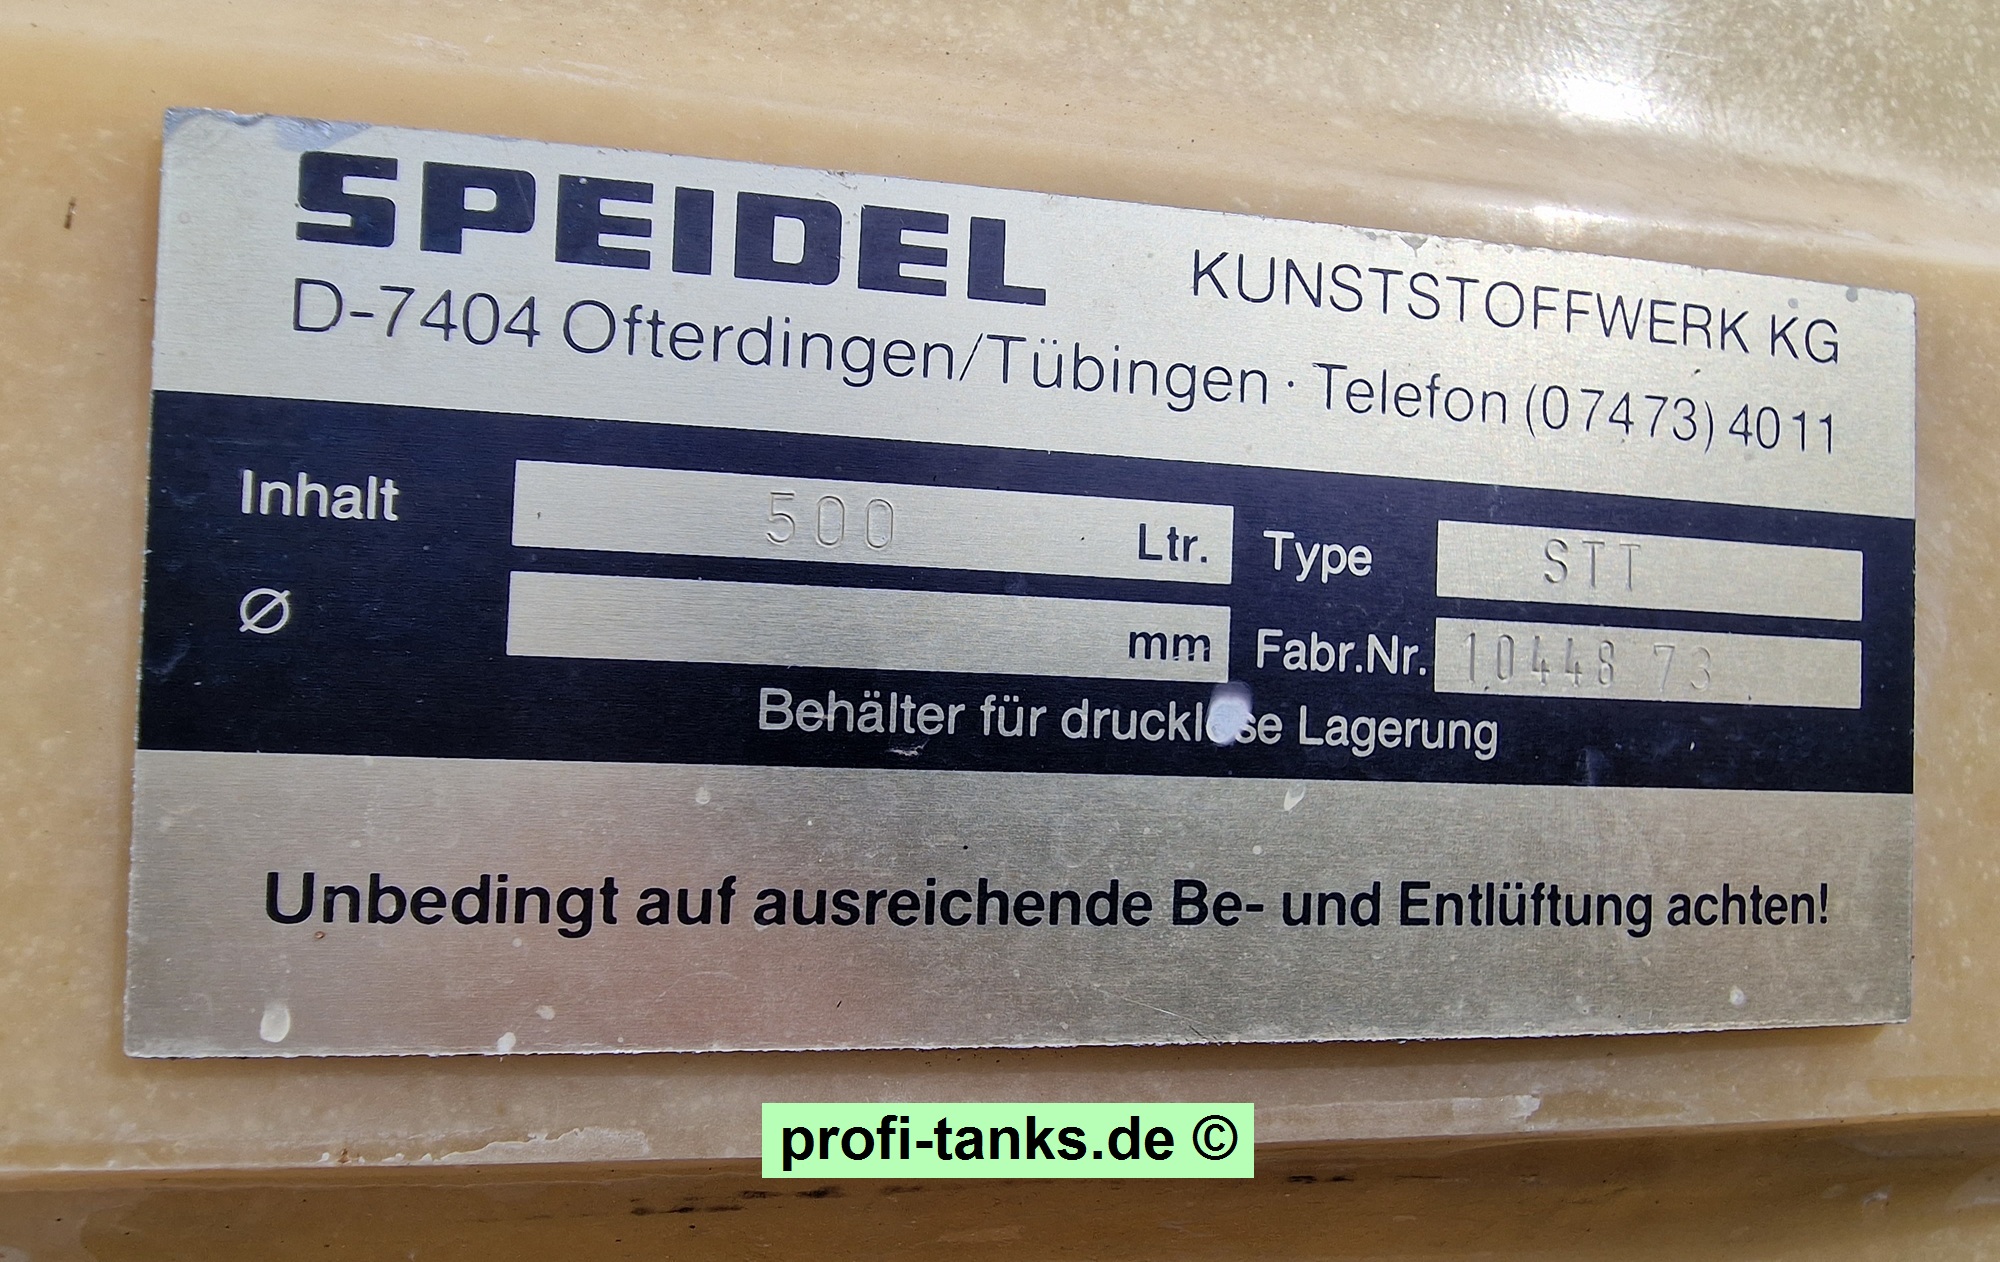 SPEIDEL KUNSTSTOFFWERK KG
D-7404 Ofterdingen/Tübingen · Telefon (07473) 4011
Inhalt 500 Ltr. Type STT
Ø mm Fabr.Nr. 10448 73
Behälter für drucklose Lagerung
Unbedingt auf ausreichende Be- und Entlüftung achten!
profi-tanks.de ©